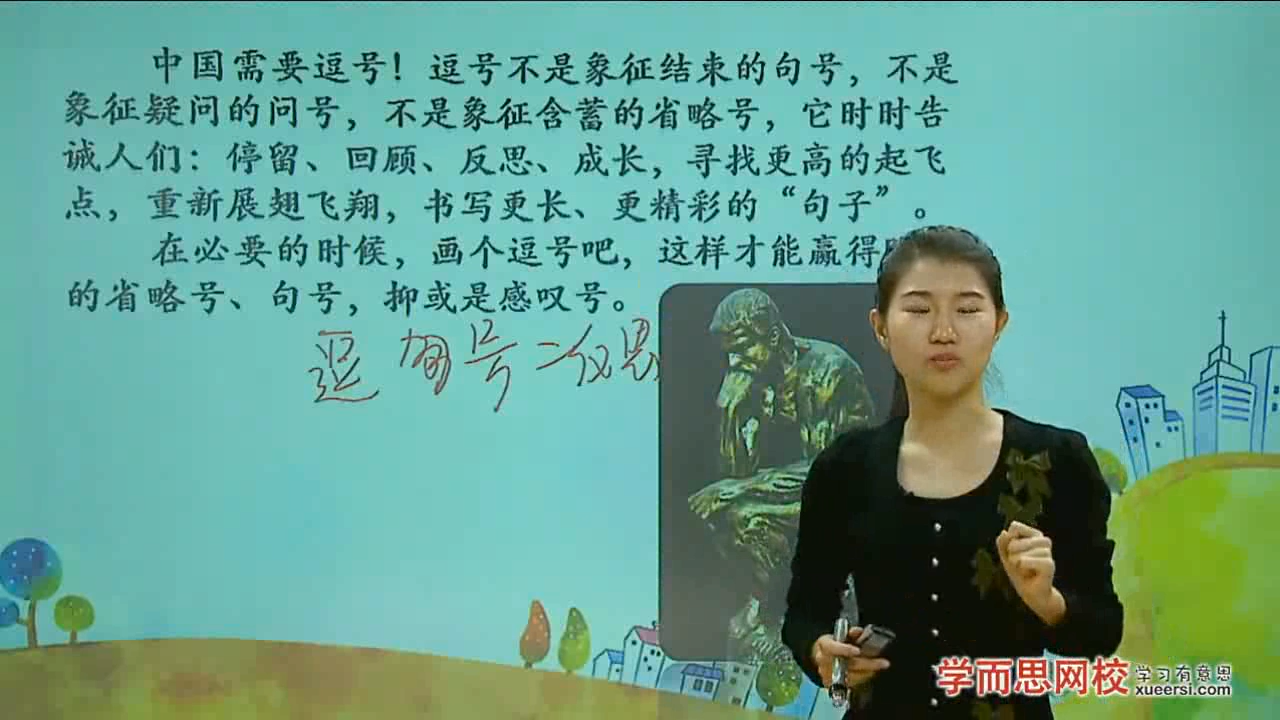 中国需要逗号！逗号不是象征结束的句号，不是
象征疑问的问号，不是象征含蓄的省略号，它时时告
诫人们：停留、回顾、反思、成长，寻找更高的起飞
点，重新展翅飞翔，书写更长、更精彩的“句子”。
在必要的时候，画个逗号吧，这样才能赢得
的省略号、句号，抑或是感叹号。
逗号
思
学而思网校 学习有意思
xueersi.com